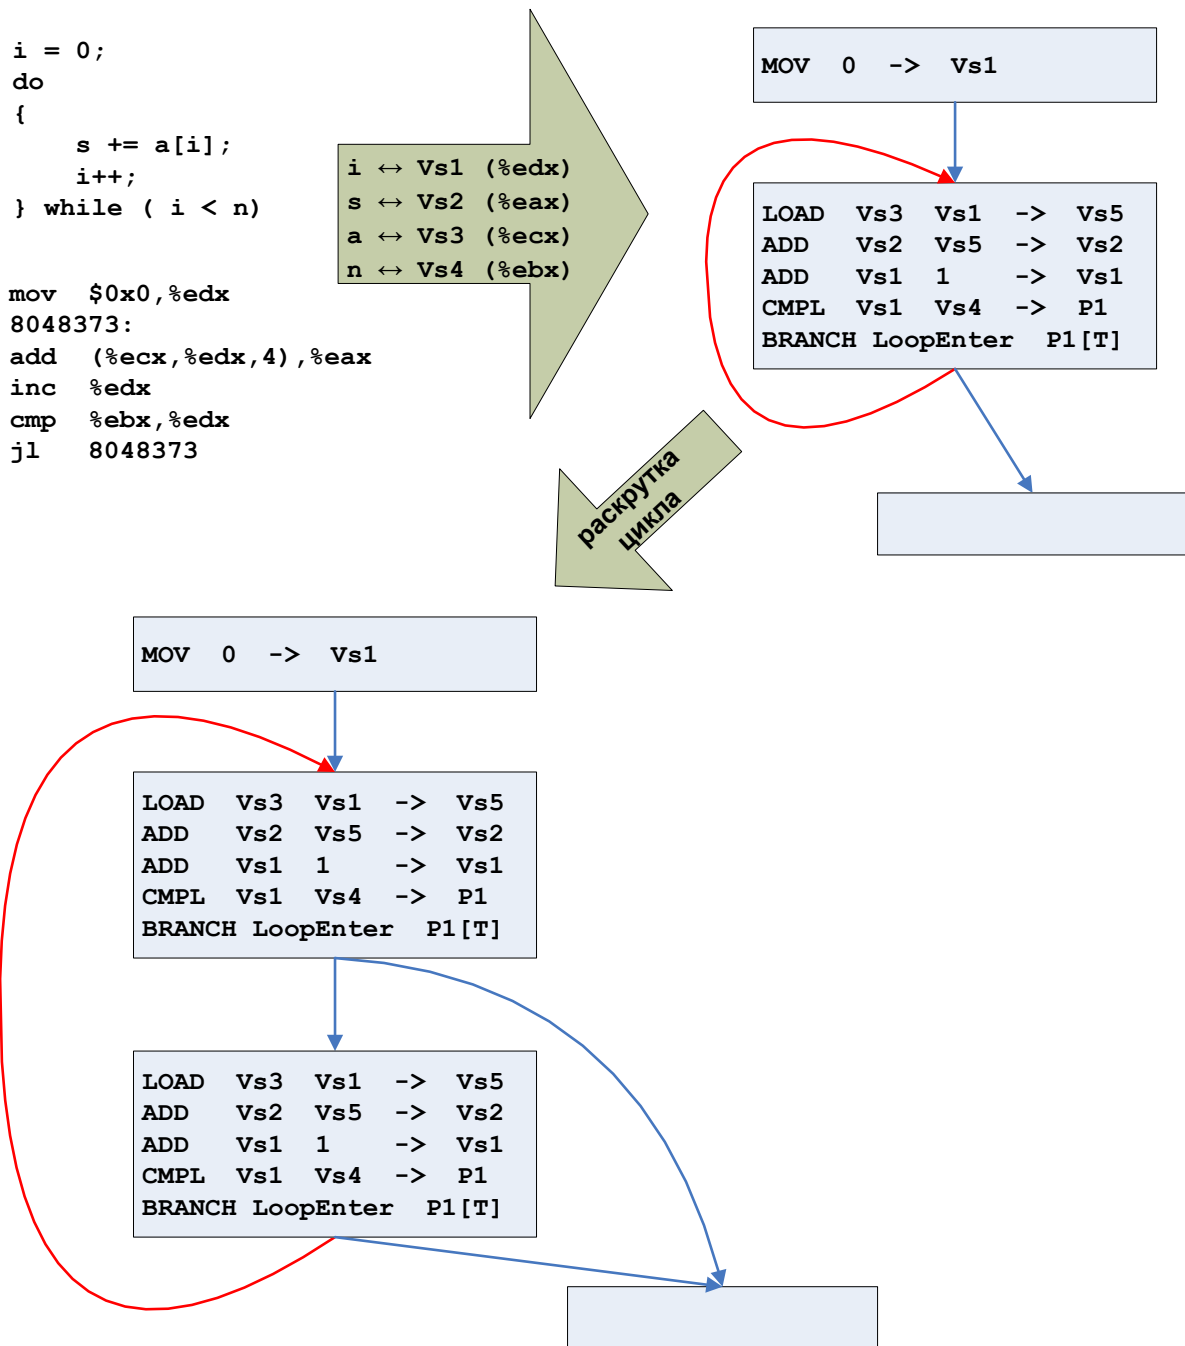 i = 0;
do
{
s += a[i];
i++;
} while ( i < n)
mov $0x0,%edx
8048373:
add (%ecx,%edx,4),%eax
inc %edx
cmp %ebx,%edx
jl 8048373
i ↔ Vs1 (%edx)
s ↔ Vs2 (%eax)
a ↔ Vs3 (%ecx)
n ↔ Vs4 (%ebx)
MOV 0 -> Vs1
LOAD Vs3 Vs1 -> Vs5
ADD Vs2 Vs5 -> Vs2
ADD Vs1 1 -> Vs1
CMPL Vs1 Vs4 -> P1
BRANCH LoopEnter P1[T]
раскрутка
цикла
MOV 0 -> Vs1
LOAD Vs3 Vs1 -> Vs5
ADD Vs2 Vs5 -> Vs2
ADD Vs1 1 -> Vs1
CMPL Vs1 Vs4 -> P1
BRANCH LoopEnter P1[T]
LOAD Vs3 Vs1 -> Vs5
ADD Vs2 Vs5 -> Vs2
ADD Vs1 1 -> Vs1
CMPL Vs1 Vs4 -> P1
BRANCH LoopEnter P1[T]